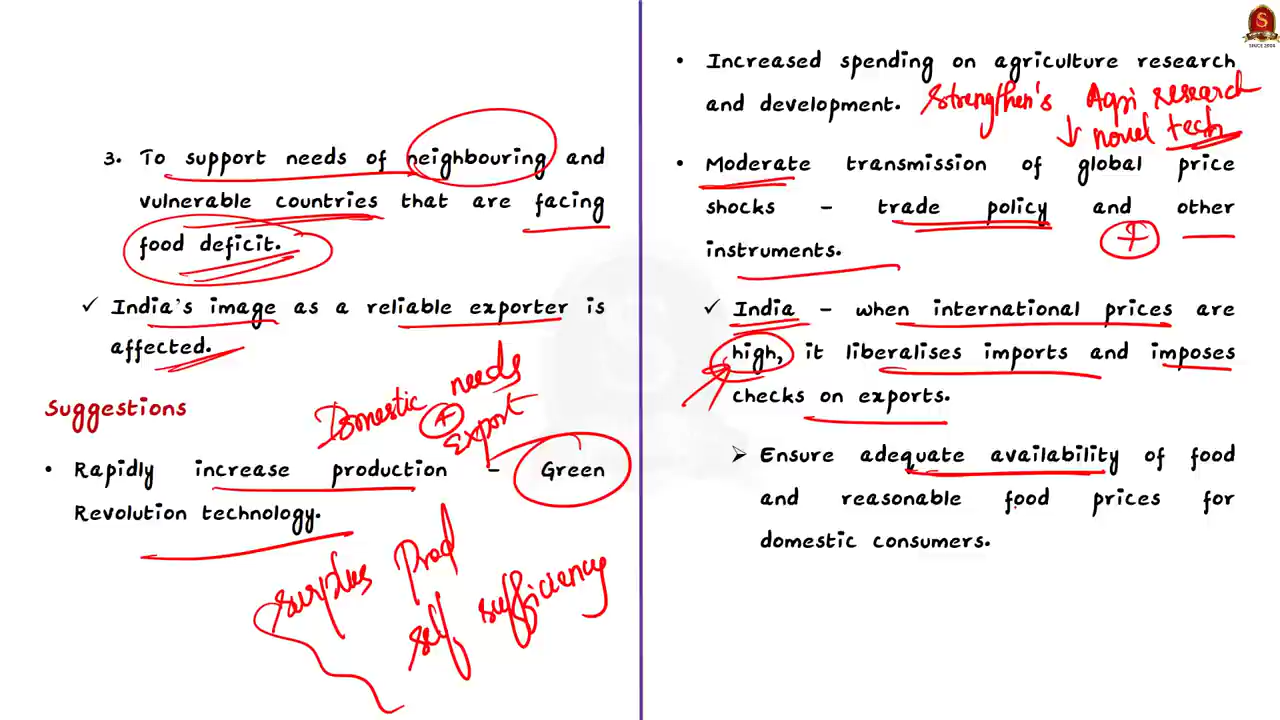 3. To support needs of neighbouring and
vulnerable countries that are facing
food deficit.
✓ India's image as a reliable exporter is
affected.
Domestic needs
+
Export
Suggestions
• Rapidly increase production – Green
Revolution technology.
Surplus Prod
self sufficiency
S
SINCE 2004
• Increased spending on agriculture research
and development.
Strengthen's Agri research
↓ novel tech
• Moderate transmission of global price
shocks – trade policy and other
+
instruments.
✓ India – when international prices are
high, it liberalises imports and imposes
checks on exports.
➢ Ensure adequate availability of food
and reasonable food prices for
domestic consumers.